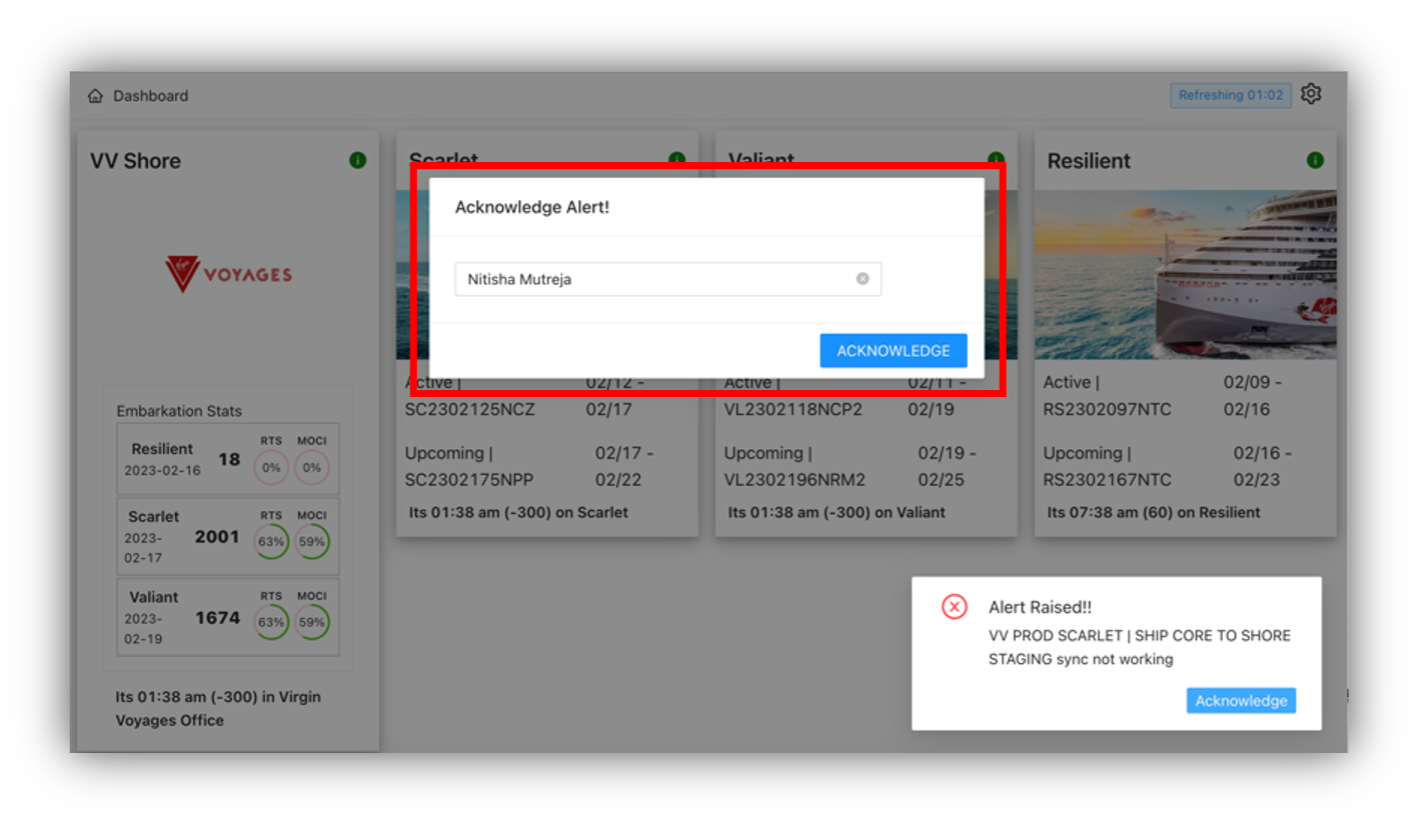 Dashboard
Refreshing 01:02
VV Shore
VOYAGES
Embarkation Stats
Resilient
2023-02-16
18
RTS MOCI
0% 0%
Scarlet
2023-
02-17
2001
RTS MOCI
63% 59%
Valiant
2023-
02-19
1674
RTS MOCI
63% 59%
Its 01:38 am (-300) in Virgin
Voyages Office
Scarlet
Active | 02/12 -
SC2302125NCZ 02/17
Upcoming | 02/17 -
SC2302175NPP 02/22
Its 01:38 am (-300) on Scarlet
Valiant
Active | 02/11 -
VL2302118NCP2 02/19
Upcoming | 02/19 -
VL2302196NRM2 02/25
Its 01:38 am (-300) on Valiant
Resilient
Active | 02/09 -
RS2302097NTC 02/16
Upcoming | 02/16 -
RS2302167NTC 02/23
Its 07:38 am (60) on Resilient
Acknowledge Alert!
Nitisha Mutreja
ACKNOWLEDGE
Alert Raised!!
VV PROD SCARLET | SHIP CORE TO SHORE
STAGING sync not working
Acknowledge